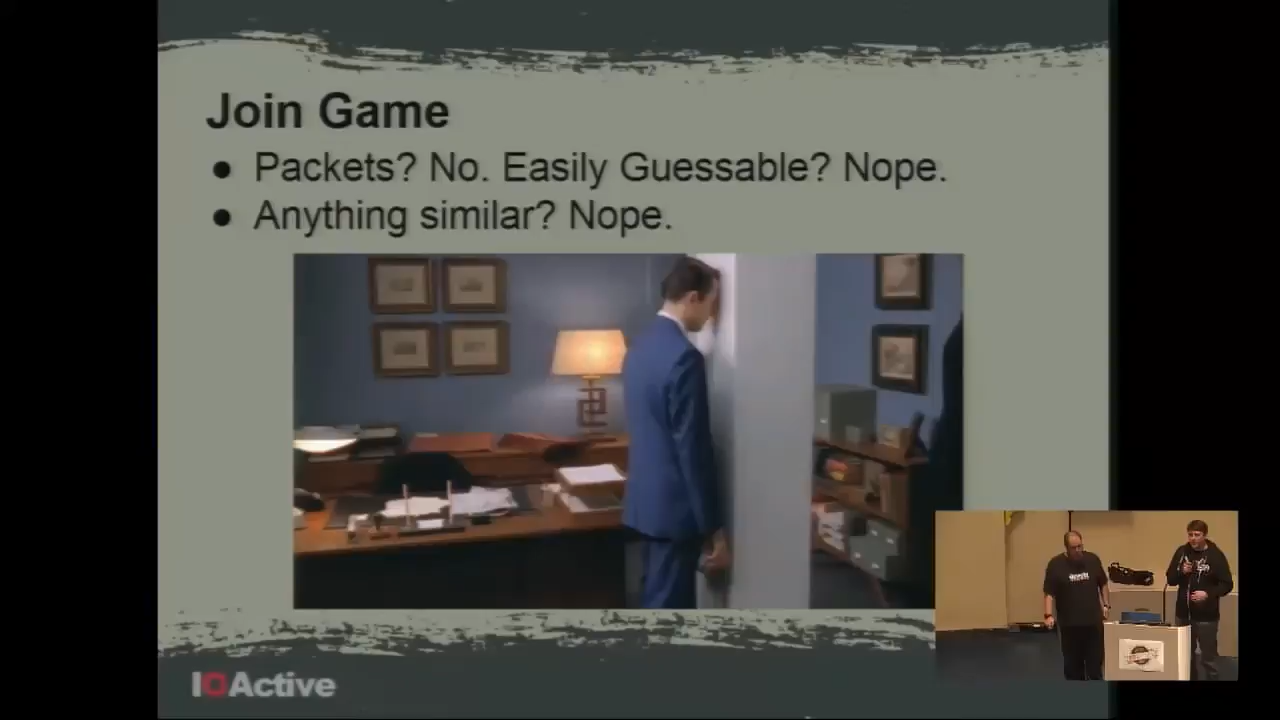 Join Game
● Packets? No. Easily Guessable? Nope.
● Anything similar? Nope.
IOActive